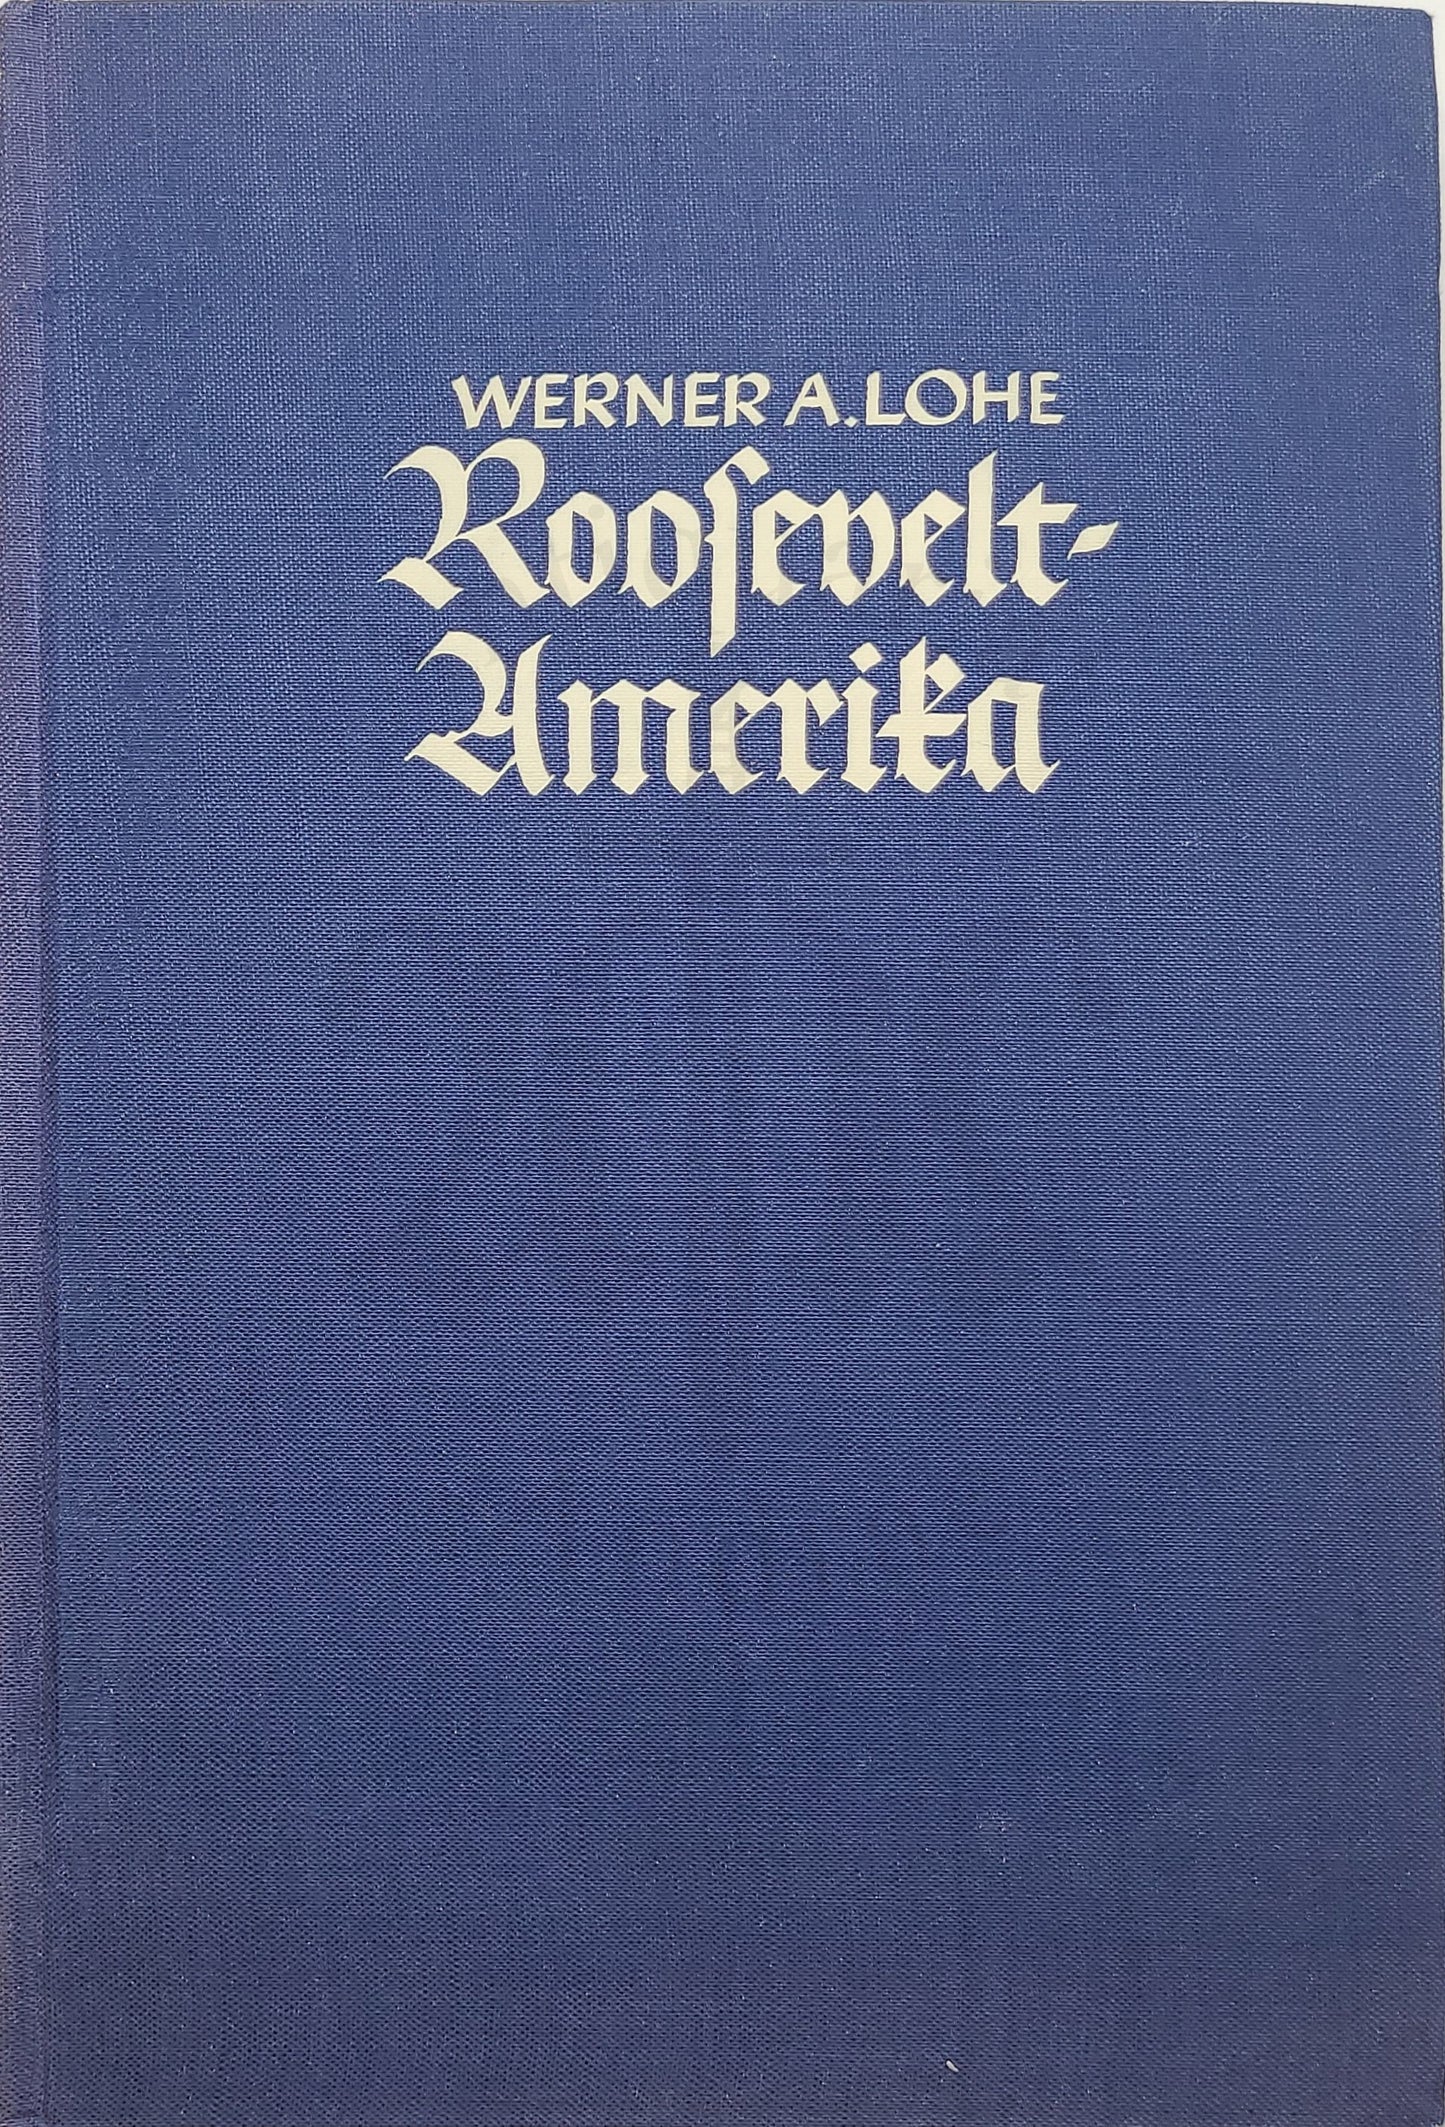 WERNER A. LOHE
Rooſevelt-
Amerika